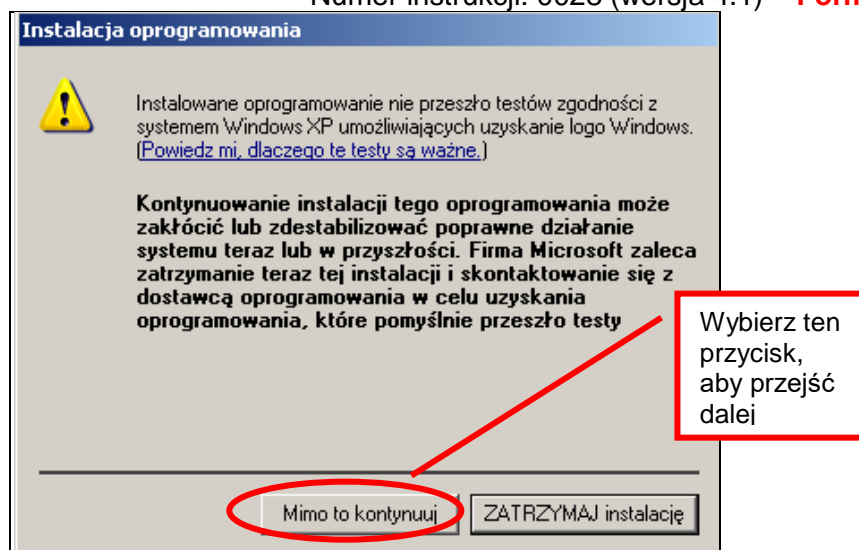 Instalacja oprogramowania
Instalowane oprogramowanie nie przeszło testów zgodności z
systemem Windows XP umożliwiających uzyskanie logo Windows.
(Powiedz mi, dlaczego te testy są ważne.)
Kontynuowanie instalacji tego oprogramowania może
zakłócić lub zdestabilizować poprawne działanie
systemu teraz lub w przyszłości. Firma Microsoft zaleca
zatrzymanie teraz tej instalacji i skontaktowanie się z
dostawcą oprogramowania w celu uzyskania
oprogramowania, które pomyślnie przeszło testy
Wybierz ten
przycisk,
aby przejść
dalej
Mimo to kontynuuj
ZATRZYMAJ instalację